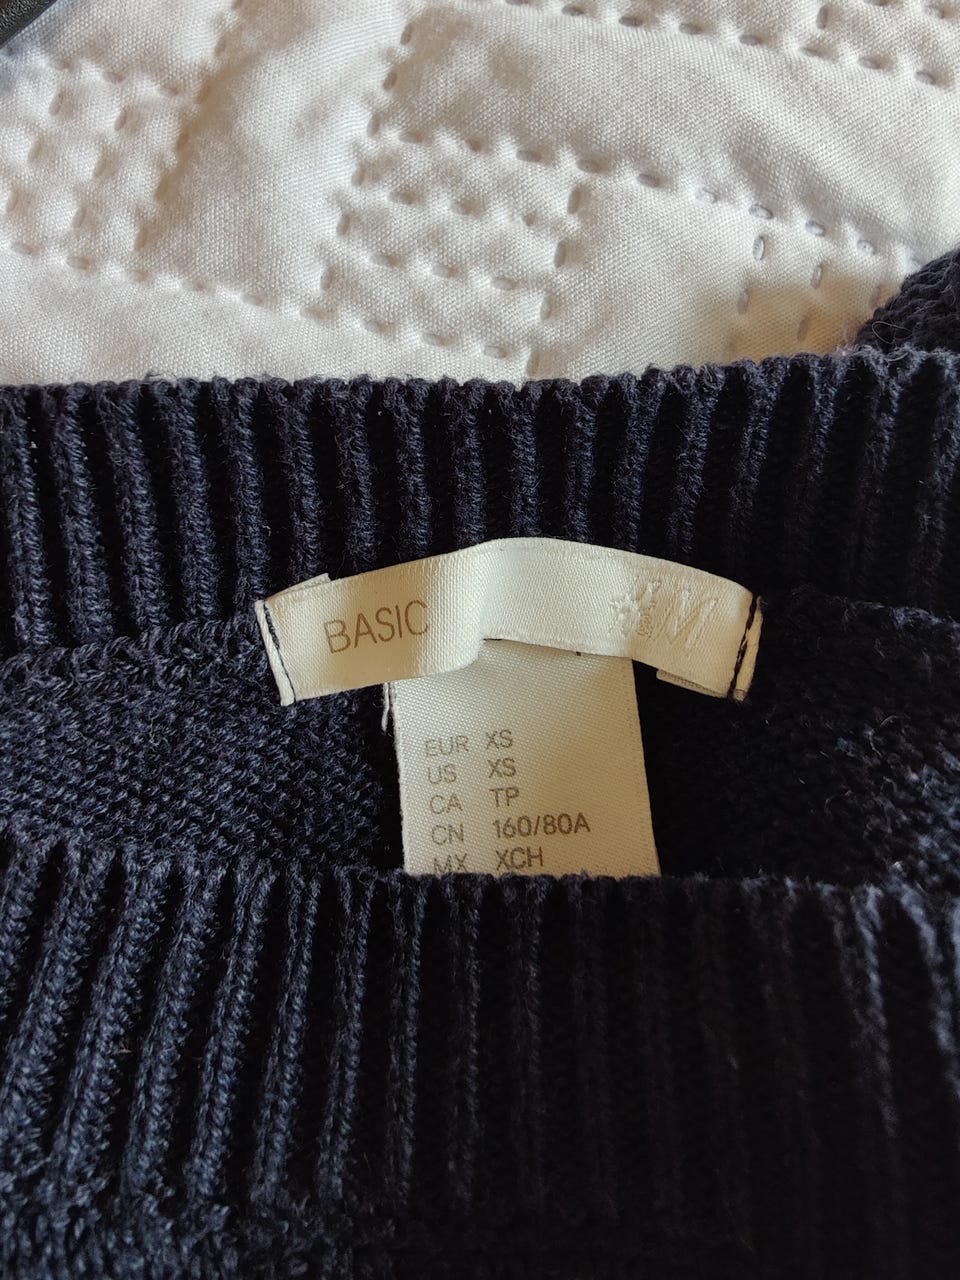 BASIC H&M
EUR XS
US XS
CA TP
CN 160/80A
MX XCH